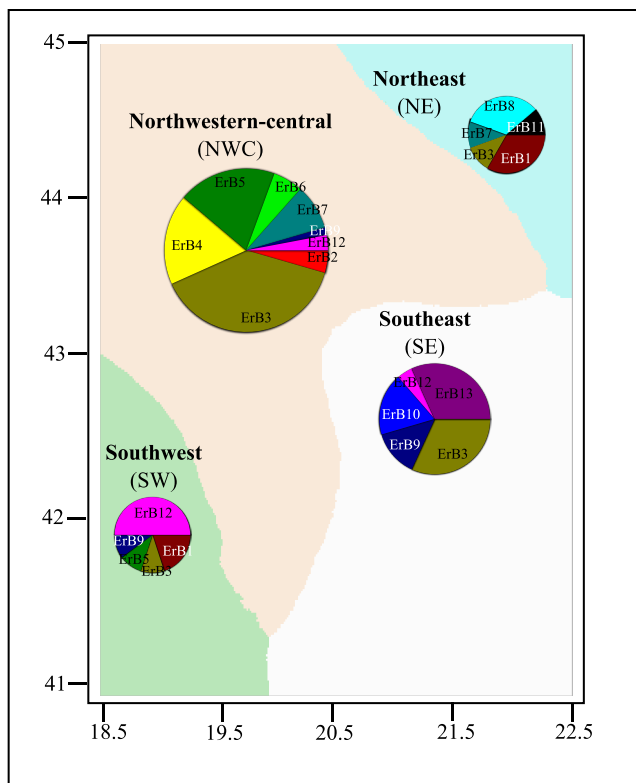 45
Northeast
(NE)
ErB8
ErB11
ErB7
ErB3
ErB1
Northwestern-central
(NWC)
44
ErB5
ErB6
ErB7
ErB9
ErB12
ErB4
ErB2
ErB3
Southeast
(SE)
43
ErB12
ErB13
ErB10
ErB9
ErB3
Southwest
(SW)
42
ErB12
ErB9
ErB1
ErB5
ErB3
41
18.5
19.5
20.5
21.5
22.5